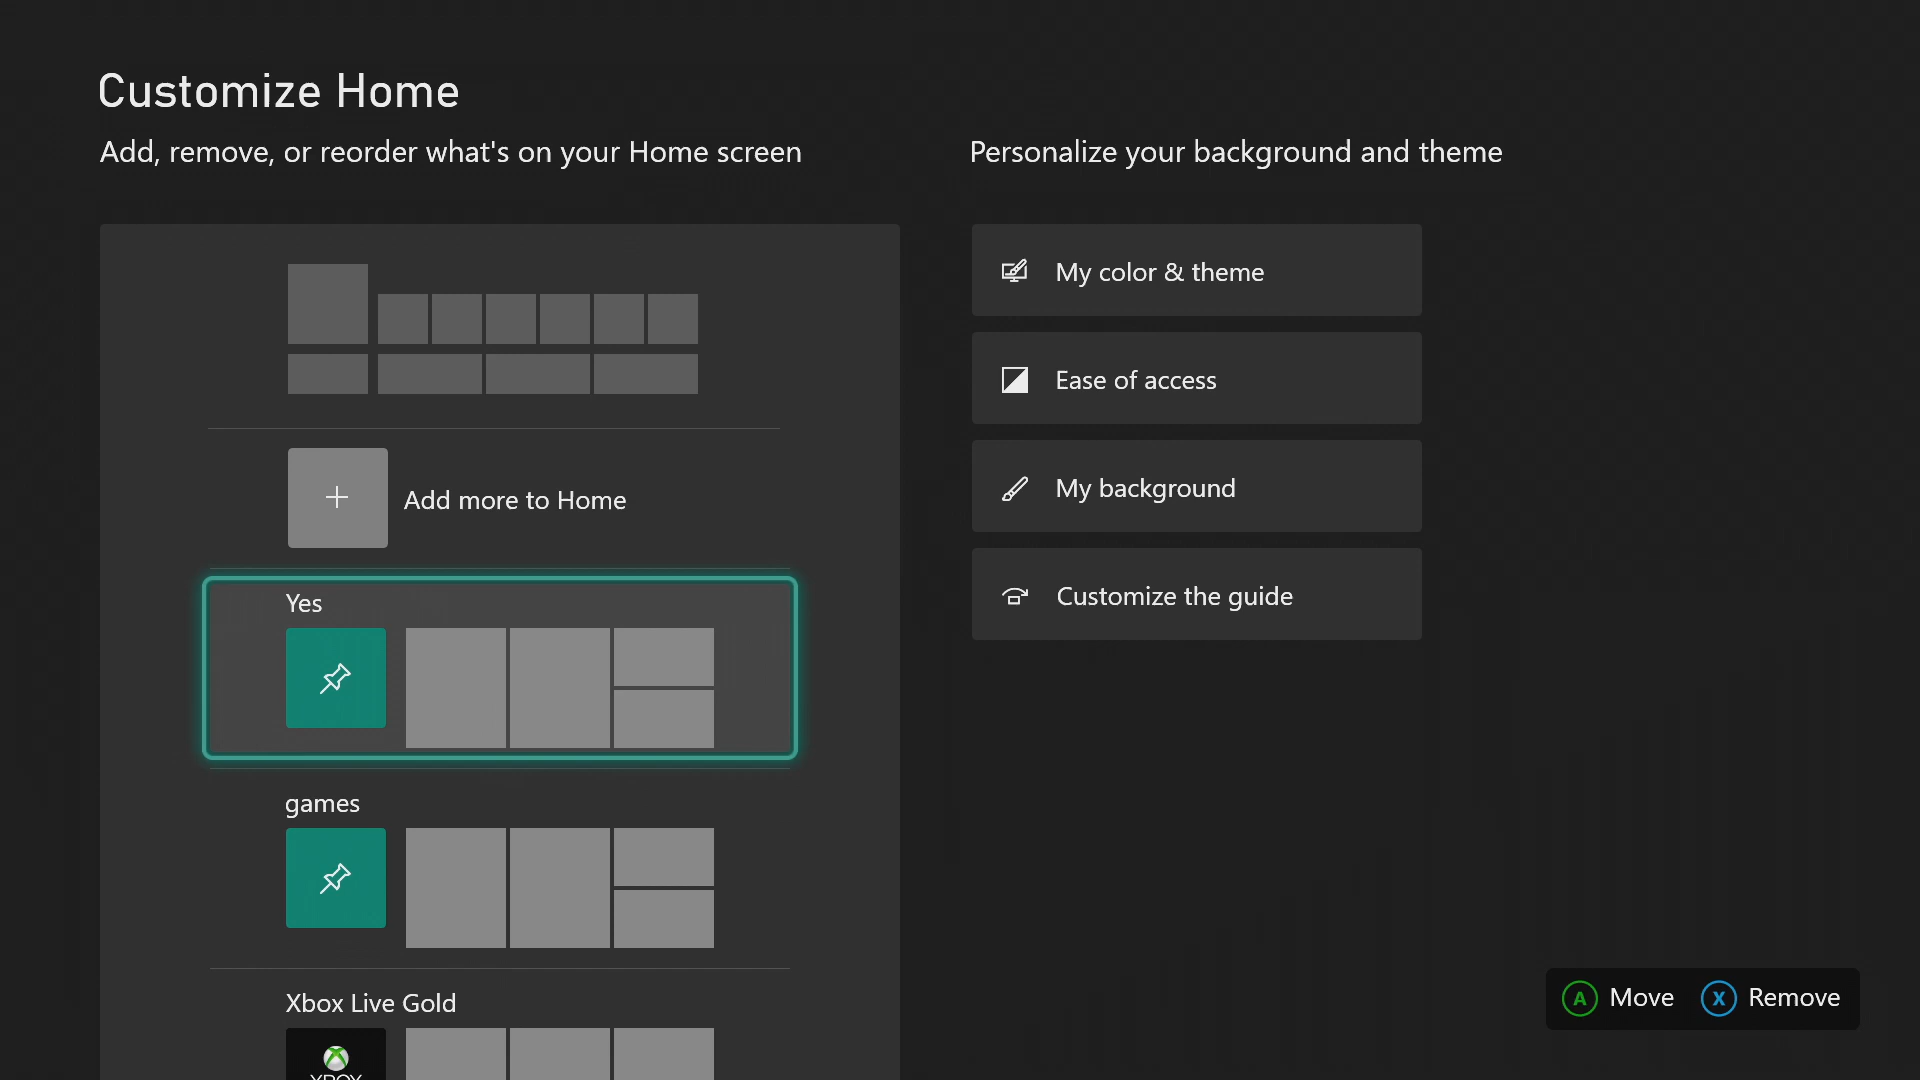 Customize Home
Add, remove, or reorder what's on your Home screen
Personalize your background and theme
My color & theme
Ease of access
My background
Customize the guide
Add more to Home
Yes
games
Xbox Live Gold
XBOX
A Move X Remove